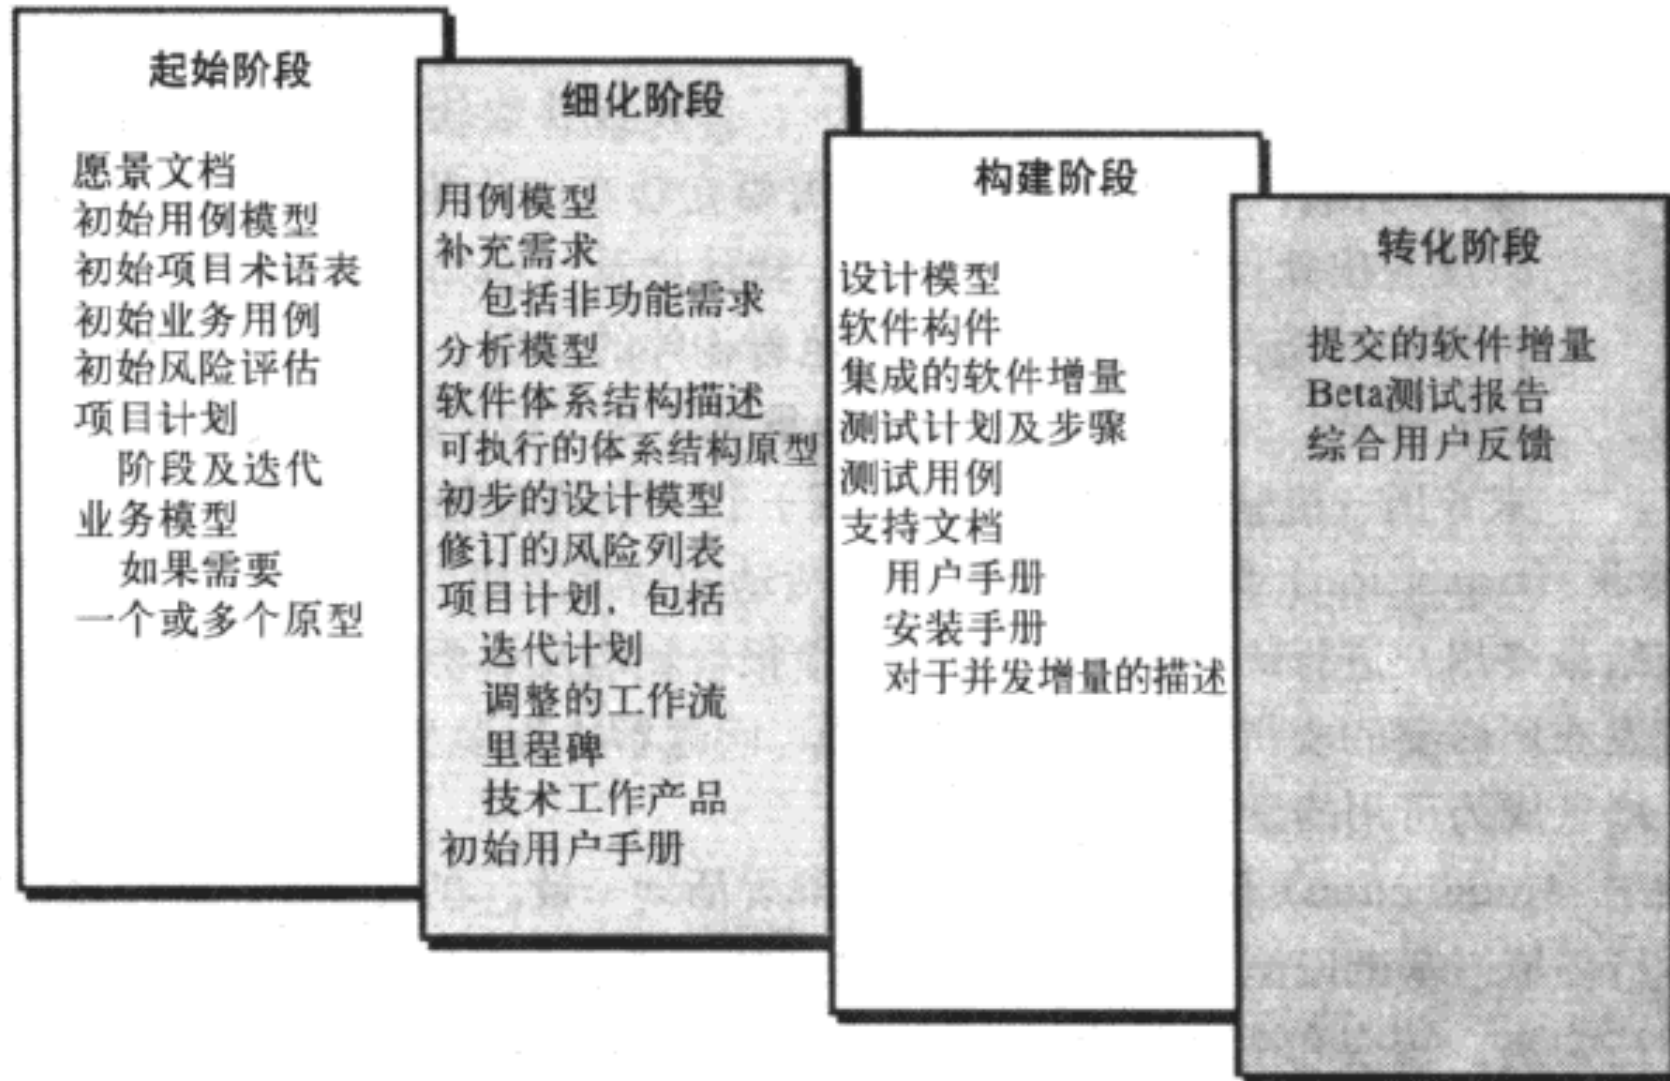 起始阶段
愿景文档
初始用例模型
初始项目术语表
初始业务用例
初始风险评估
项目计划
阶段及迭代
业务模型
如果需要
一个或多个原型
细化阶段
用例模型
补充需求
包括非功能需求
分析模型
软件体系结构描述
可执行的体系结构原型
初步的设计模型
修订的风险列表
项目计划，包括
迭代计划
调整的工作流
里程碑
技术工作产品
初始用户手册
构建阶段
设计模型
软件构件
集成的软件增量
测试计划及步骤
测试用例
支持文档
用户手册
安装手册
对于并发增量的描述
转化阶段
提交的软件增量
Beta测试报告
综合用户反馈